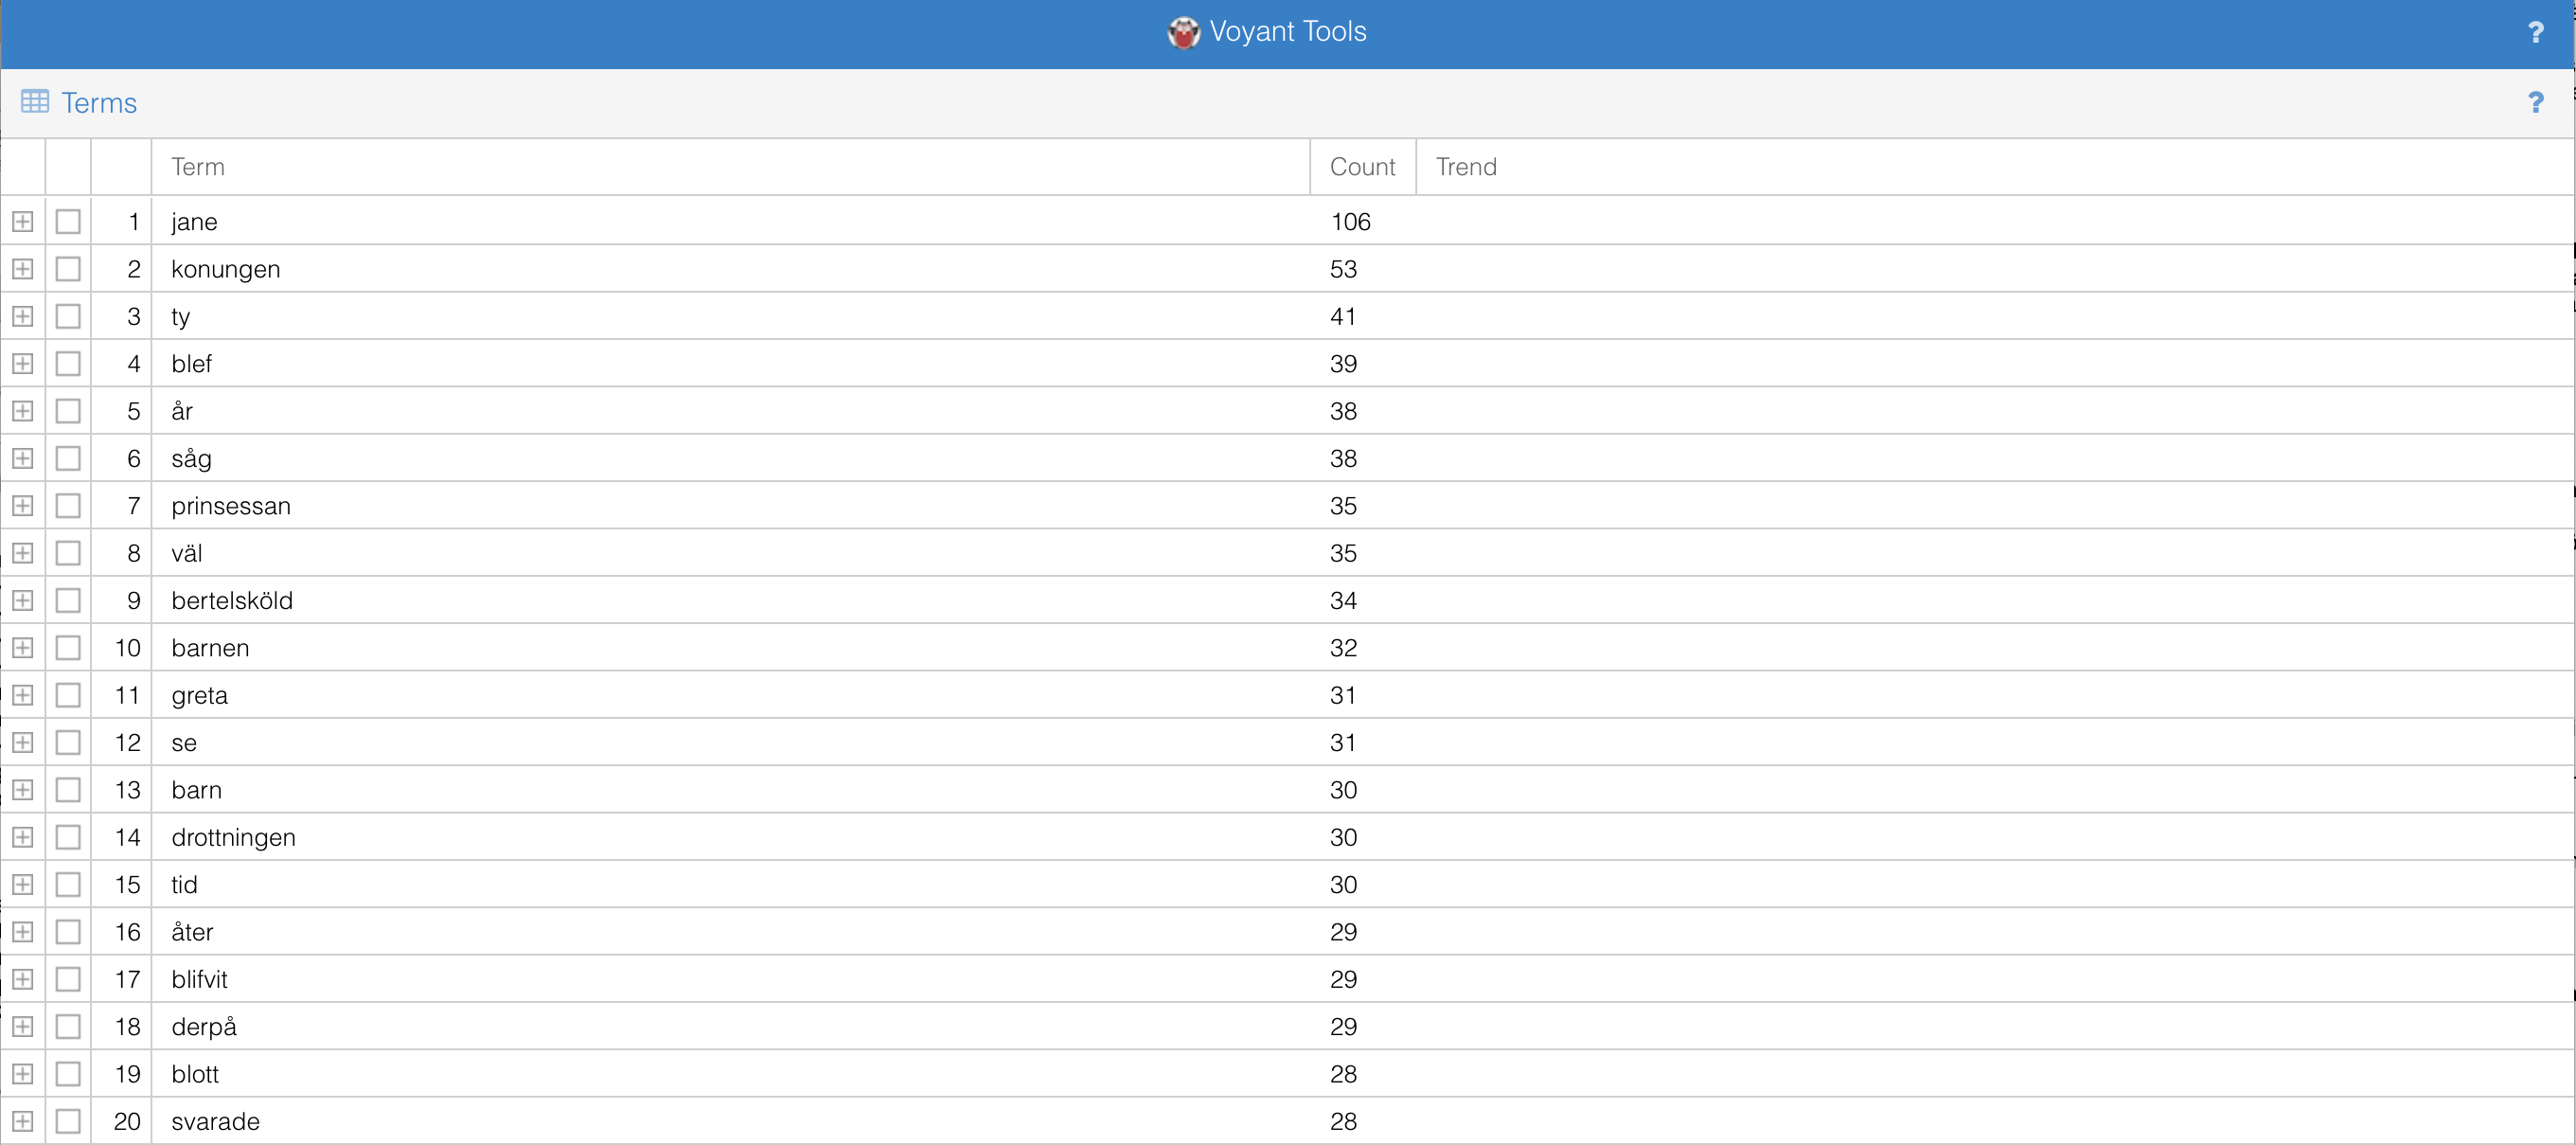 Voyant Tools ?
Terms ?
Term Count Trend
1 jane 106
2 konungen 53
3 ty 41
4 blef 39
5 år 38
6 såg 38
7 prinsessan 35
8 väl 35
9 bertelsköld 34
10 barnen 32
11 greta 31
12 se 31
13 barn 30
14 drottningen 30
15 tid 30
16 åter 29
17 blifvit 29
18 derpå 29
19 blott 28
20 svarade 28